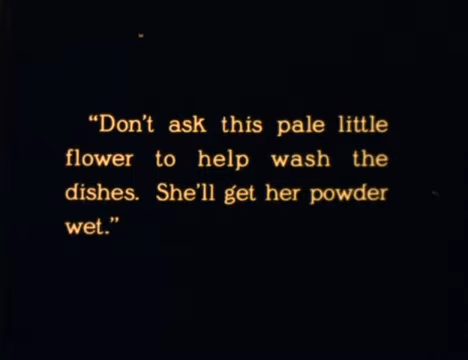 “Don't ask this pale little
flower to help wash the
dishes. She'll get her powder
wet.”